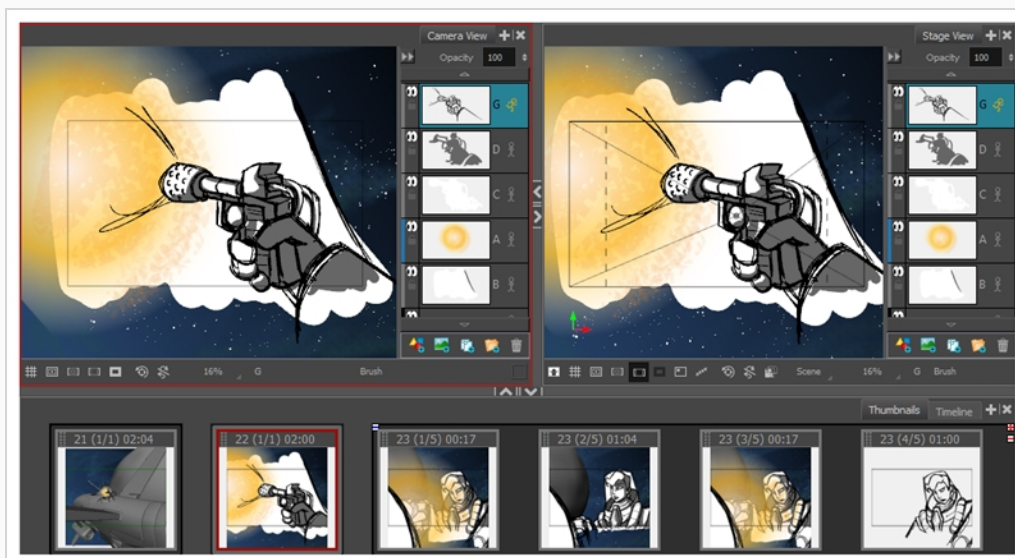 Camera View
Stage View
Opacity 100
Opacity 100
G
G
D
D
C
C
A
A
B
B
16% G Brush
Scene 16% G Brush
Thumbnails Timeline
21 (1/1) 02:04
22 (1/1) 02:00
23 (1/5) 00:17
23 (2/5) 01:04
23 (3/5) 00:17
23 (4/5) 01:00